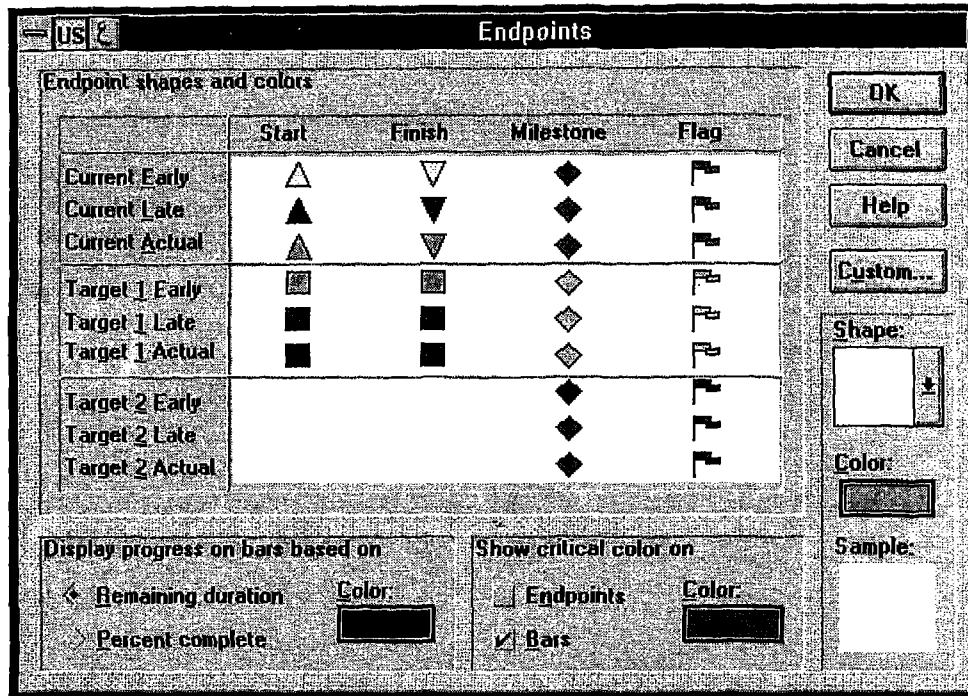 US
Endpoints
Endpoint shapes and colors
Start Finish Milestone Flag
Current Early
Current Late
Current Actual
Target 1 Early
Target 1 Late
Target 1 Actual
Target 2 Early
Target 2 Late
Target 2 Actual
OK
Cancel
Help
Custom...
Shape:
Color:
Sample:
Display progress on bars based on
Remaining duration
Percent complete
Color:
Show critical color on
Endpoints
Bars
Color: